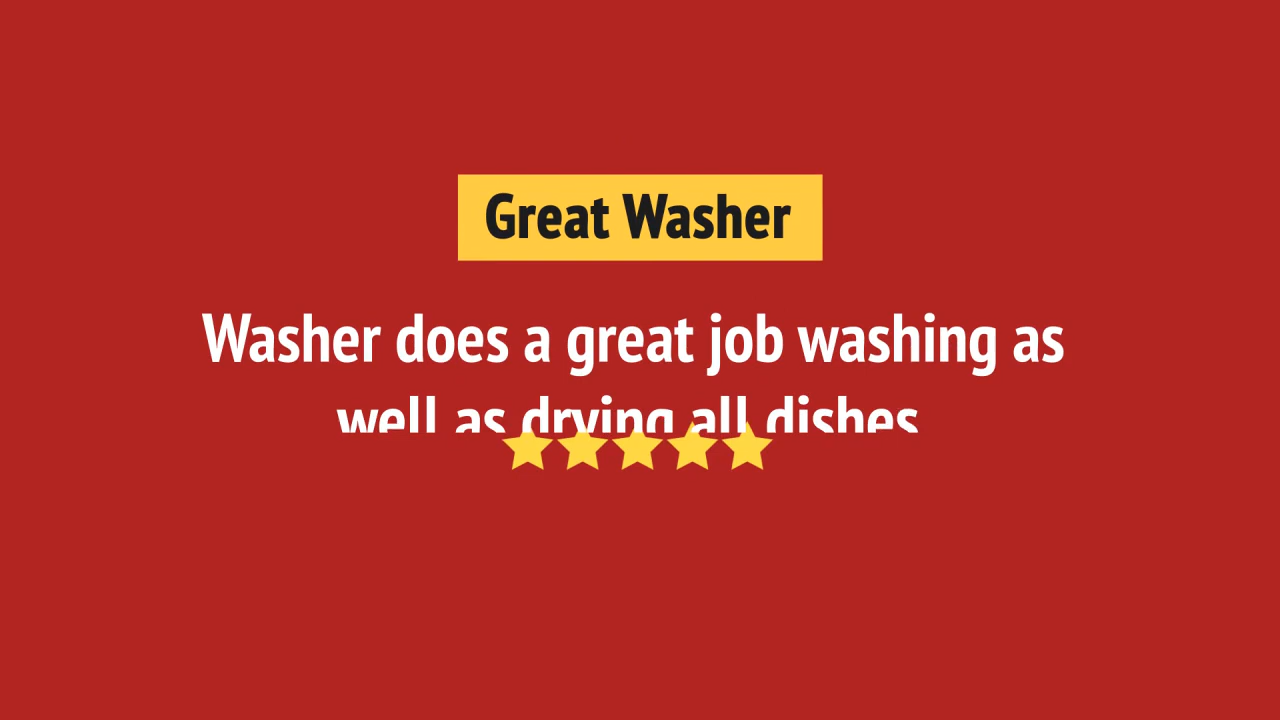 Great Washer
Washer does a great job washing as
well as drying all dishes